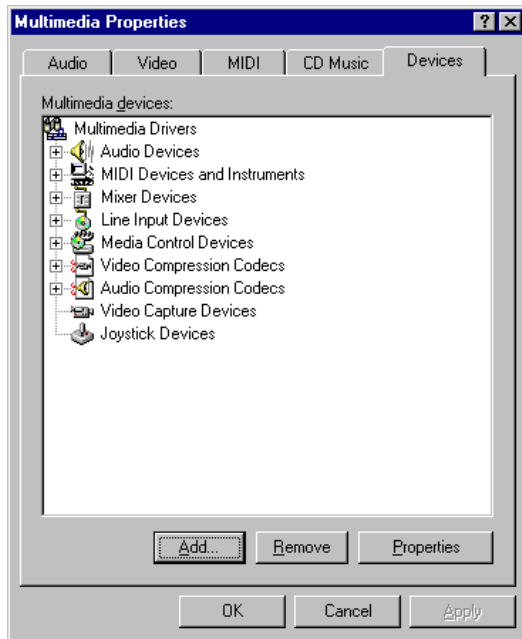 Multimedia Properties
Audio Video MIDI CD Music Devices
Multimedia devices:
Multimedia Drivers
Audio Devices
MIDI Devices and Instruments
Mixer Devices
Line Input Devices
Media Control Devices
Video Compression Codecs
Audio Compression Codecs
Video Capture Devices
Joystick Devices
Add... Remove Properties
OK Cancel Apply